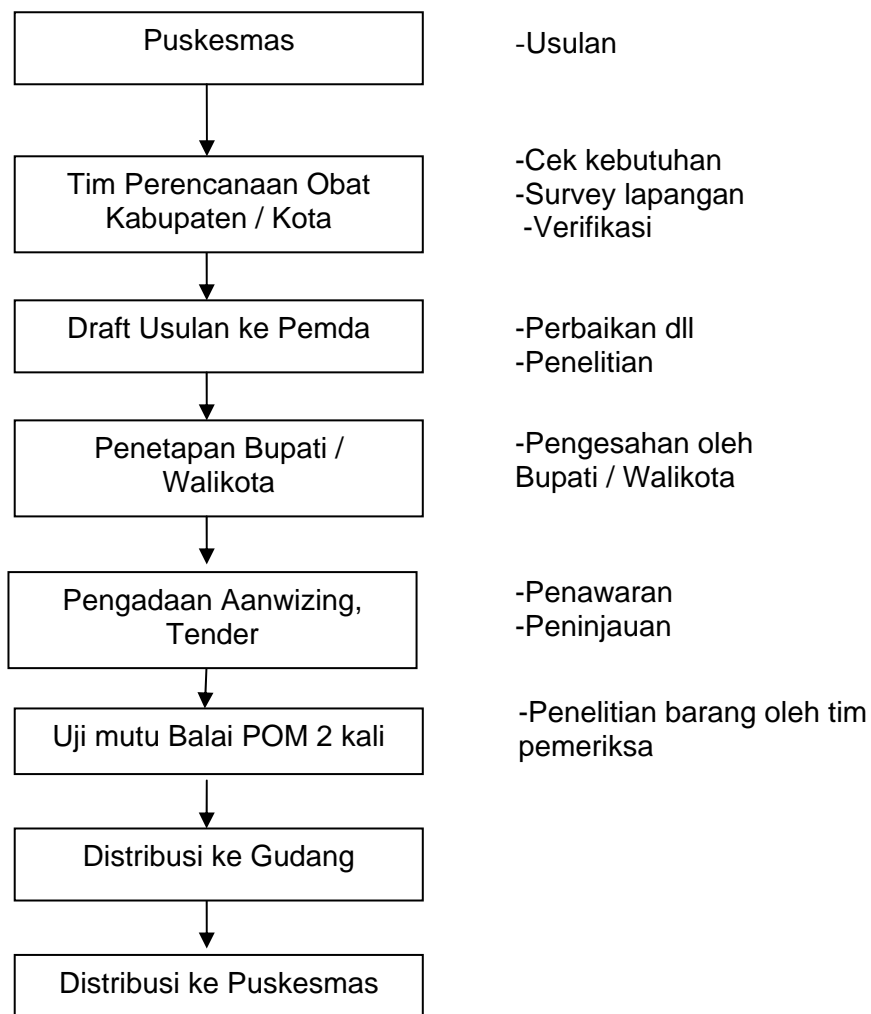 Puskesmas
-Usulan
Tim Perencanaan Obat
Kabupaten / Kota
-Cek kebutuhan
-Survey lapangan
-Verifikasi
Draft Usulan ke Pemda
-Perbaikan dll
-Penelitian
Penetapan Bupati /
Walikota
-Pengesahan oleh
Bupati / Walikota
Pengadaan Aanwizing,
Tender
-Penawaran
-Peninjauan
Uji mutu Balai POM 2 kali
-Penelitian barang oleh tim
pemeriksa
Distribusi ke Gudang
Distribusi ke Puskesmas